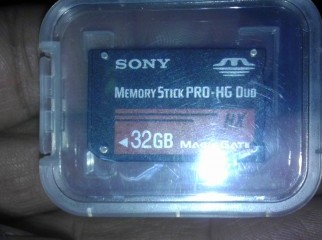 SONY
MEMORY STICK PRO-HG DUO
HX
32GB MAGICGATE